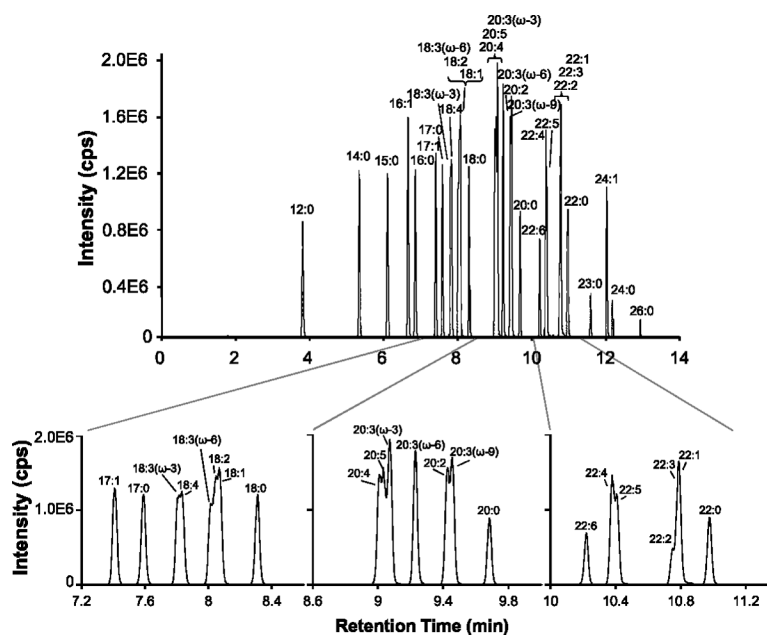 20:3(ω-3)
20:5
20:4
22:1
22:3
22:2
18:3(ω-6)
18:2
18:1
18:3(ω-3)
18:4
20:3(ω-6)
20:2
20:3(ω-9)
22:5
22:4
16:1
17:0
17:1
14:0
15:0
16:0
18:0
12:0
20:0
22:6
22:0
24:1
23:0
24:0
26:0
Intensity (cps)
2.0E6
1.6E6
1.2E6
0.8E6
0.4E6
0
0 2 4 6 8 10 12 14
Intensity (cps)
2.0E6
1.0E6
0
17:1
17:0
18:3(ω-3)
18:4
18:3(ω-6)
18:2
18:1
18:0
20:3(ω-3)
20:5
20:4
20:3(ω-6)
20:2
20:3(ω-9)
20:0
22:4
22:5
22:6
22:3
22:1
22:2
22:0
7.2 7.6 8 8.4 8.6 9 9.4 9.8 10 10.4 10.8 11.2
Retention Time (min)